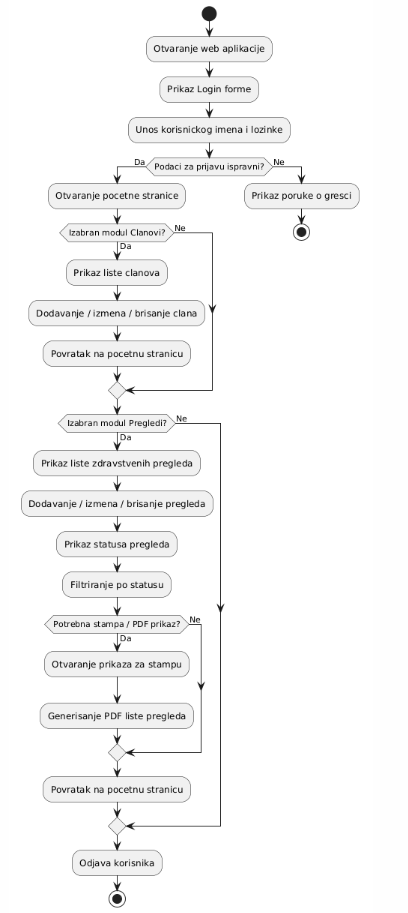 Otvaranje web aplikacije
Prikaz Login forme
Unos korisnickog imena i lozinke
Da
Podaci za prijavu ispravni?
Ne
Otvaranje pocetne stranice
Prikaz poruke o gresci
Izabran modul Clanovi?
Ne
Da
Prikaz liste clanova
Dodavanje / izmena / brisanje clana
Povratak na pocetnu stranicu
Izabran modul Pregledi?
Ne
Da
Prikaz liste zdravstvenih pregleda
Dodavanje / izmena / brisanje pregleda
Prikaz statusa pregleda
Filtriranje po statusu
Potrebna stampa / PDF prikaz?
Ne
Da
Otvaranje prikaza za stampu
Generisanje PDF liste pregleda
Povratak na pocetnu stranicu
Odjava korisnika